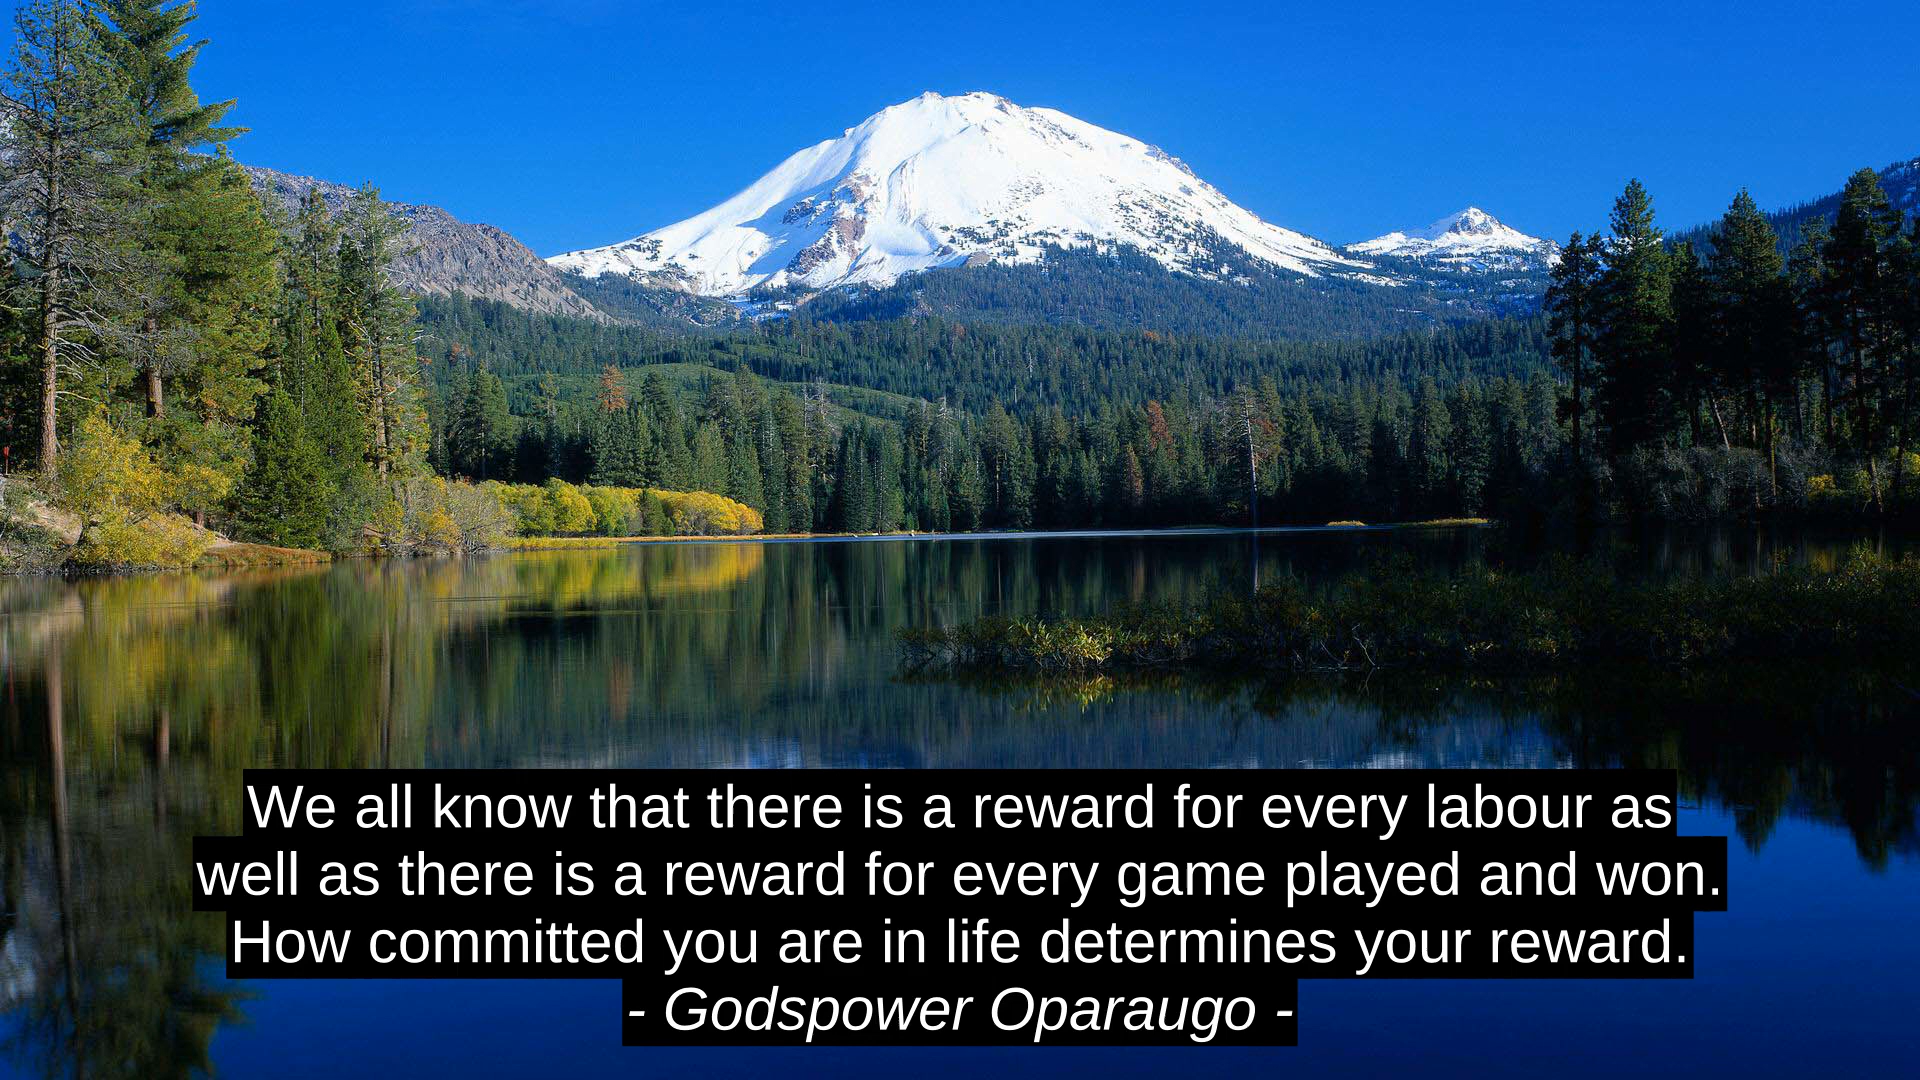 We all know that there is a reward for every labour as
well as there is a reward for every game played and won.
How committed you are in life determines your reward.
- Godspower Oparaugo -